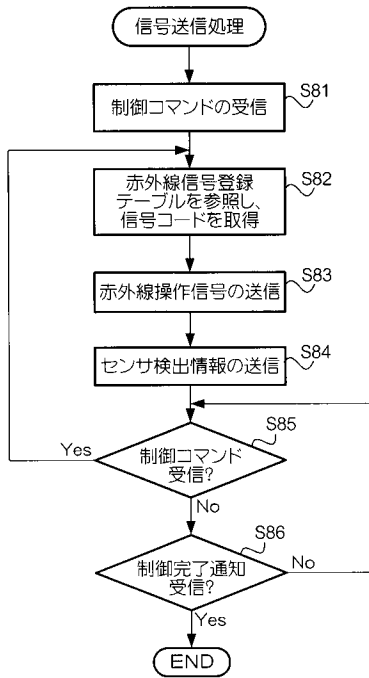 信号送信処理
S81
制御コマンドの受信
S82
赤外線信号登録
テーブルを参照し、
信号コードを取得
S83
赤外線操作信号の送信
S84
センサ検出情報の送信
S85
Yes
制御コマンド
受信?
No
S86
制御完了通知
受信?
No
Yes
END